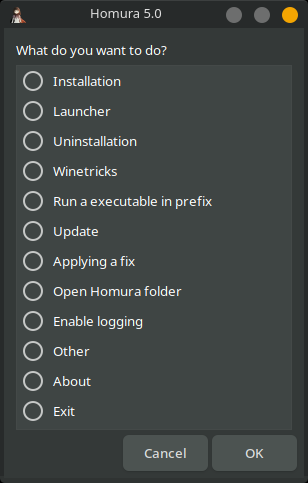 Homura 5.0
What do you want to do?
Installation
Launcher
Uninstallation
Winetricks
Run a executable in prefix
Update
Applying a fix
Open Homura folder
Enable logging
Other
About
Exit
Cancel OK